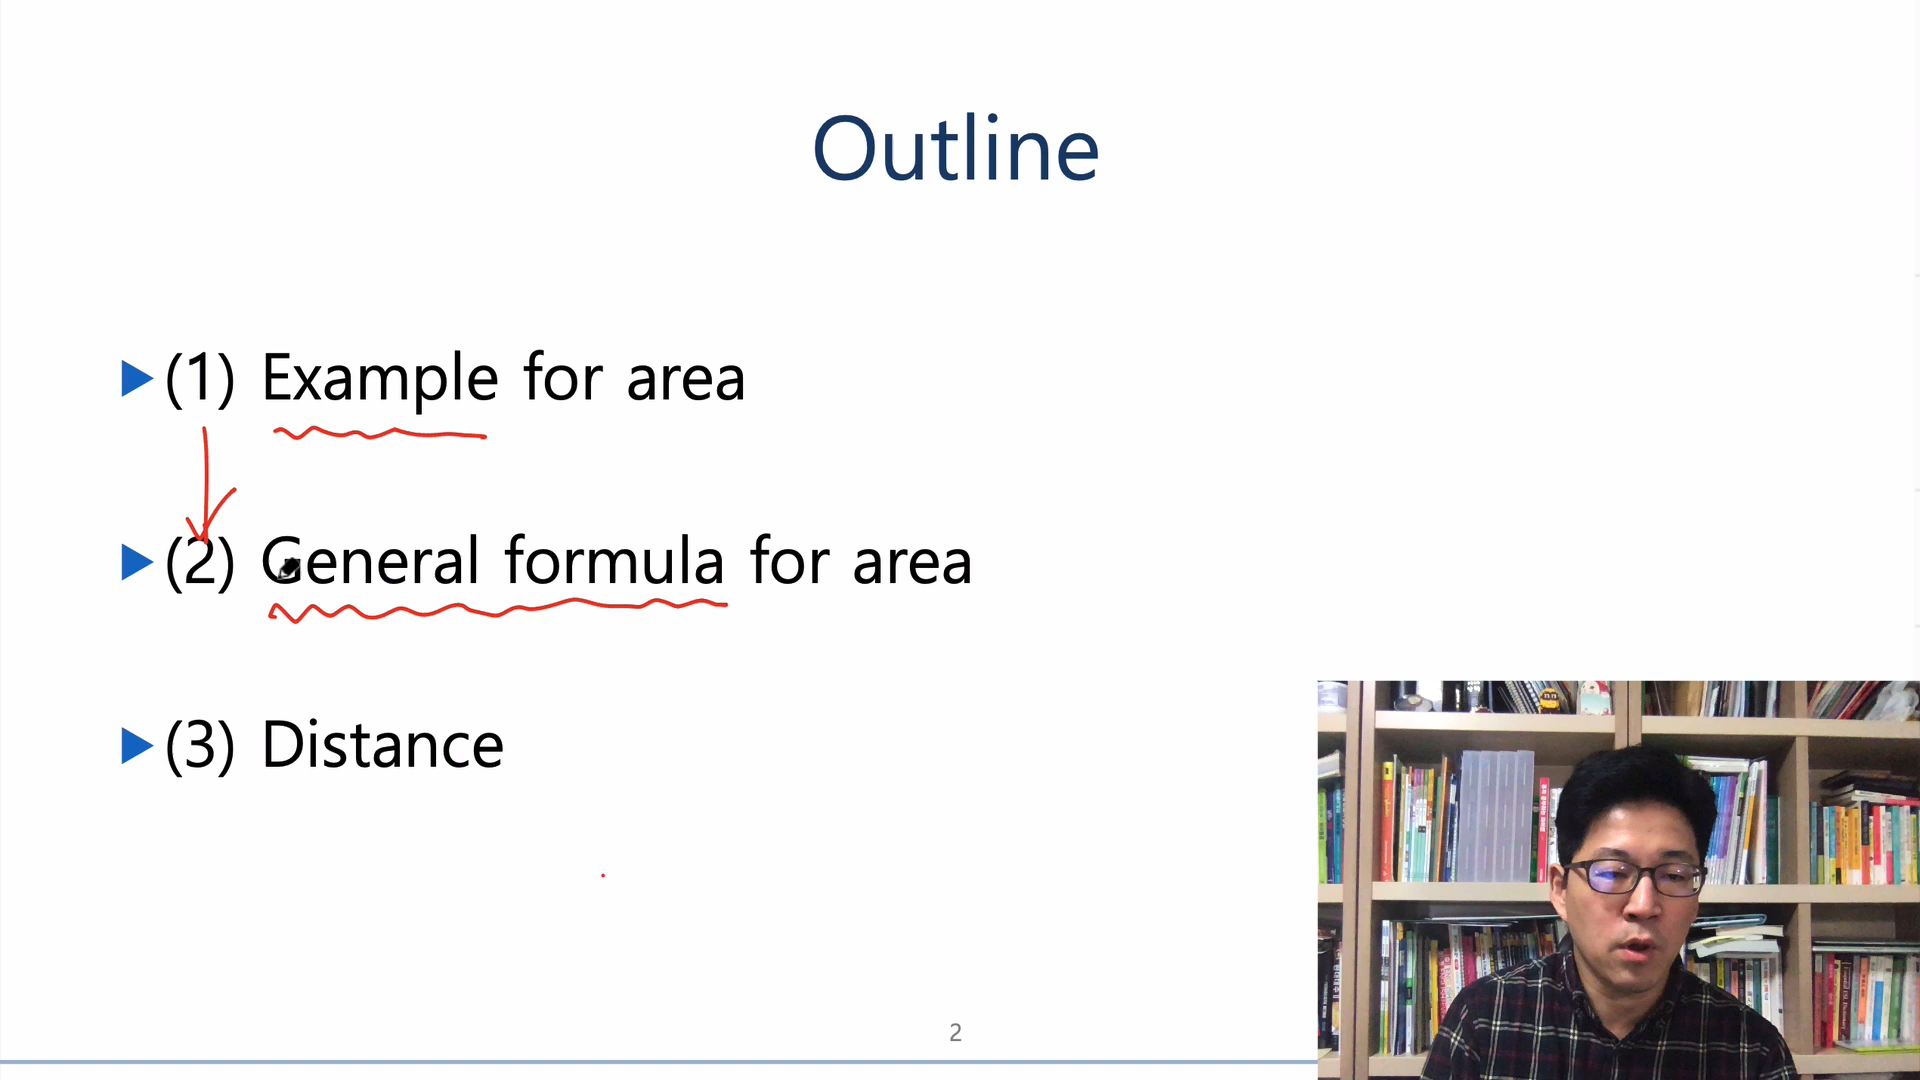 Outline
(1) Example for area
(2) General formula for area
(3) Distance
2